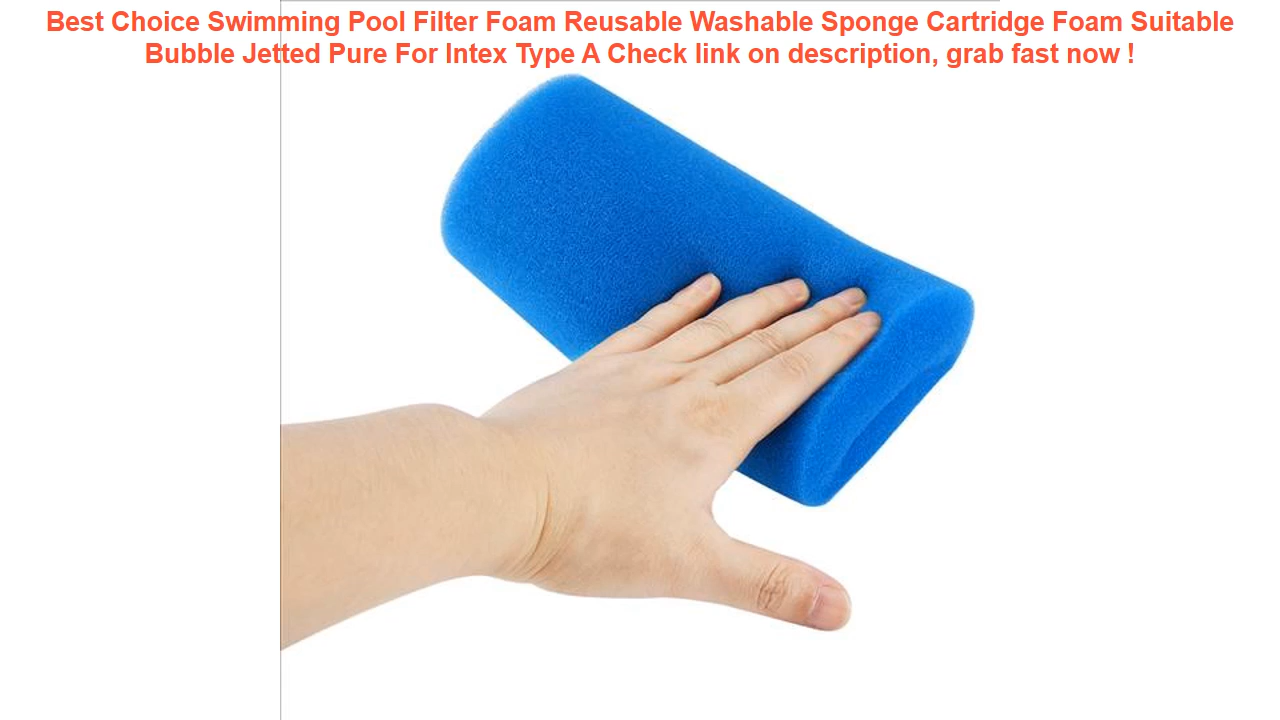 Best Choice Swimming Pool Filter Foam Reusable Washable Sponge Cartridge Foam Suitable
Bubble Jetted Pure For Intex Type A Check link on description, grab fast now !